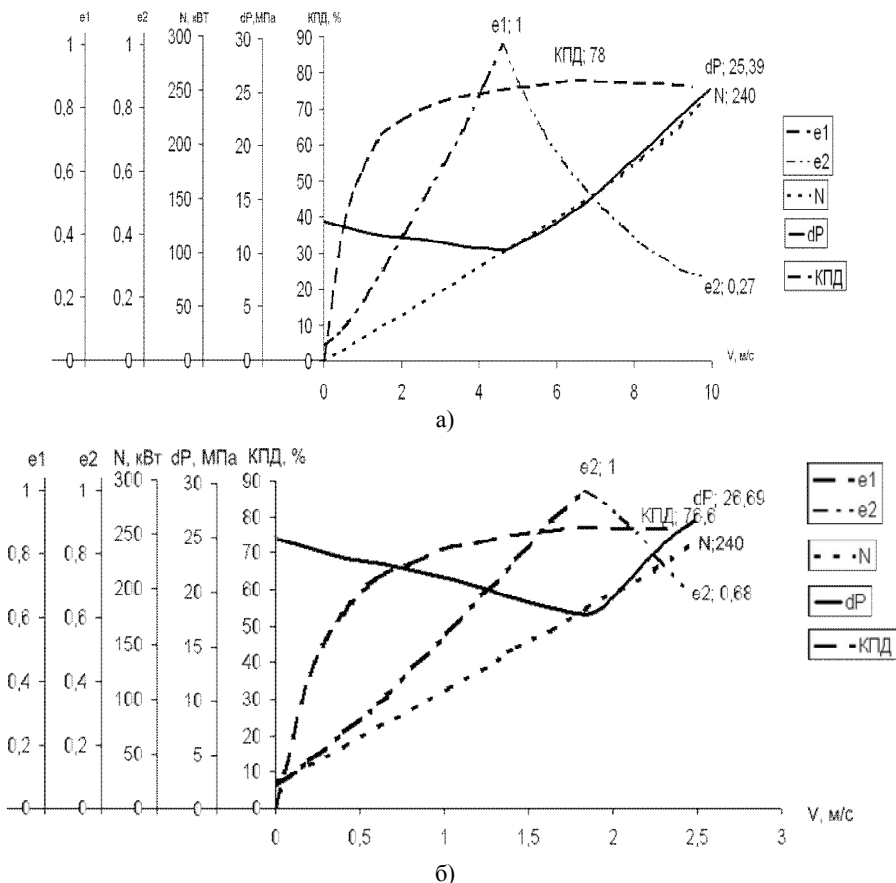 e1 e2 N, кВт dP,МПа КПД, %
1 1 300 30 90
0,8 0,8 250 25 80
0,6 0,6 200 20 70
0,4 0,4 150 15 60
0,2 0,2 100 10 50
0 0 50 5 40
0 0 30
20
10
0
e1; 1
КПД; 78
dP; 25,39
N; 240
e2; 0,27
V, м/с
0 2 4 6 8 10
e1
e2
N
dP
КПД
а)
e1 e2 N, кВт dP, МПа КПД, %
1 1 300 30 90
0,8 0,8 250 25 80
0,6 0,6 200 20 70
0,4 0,4 150 15 60
0,2 0,2 100 10 50
0 0 50 5 40
0 0 30
20
10
0
e2; 1
dP; 26,69
КПД; 76,6
N;240
e2; 0,68
V, м/с
0 0,5 1 1,5 2 2,5 3
e1
e2
N
dP
КПД
б)